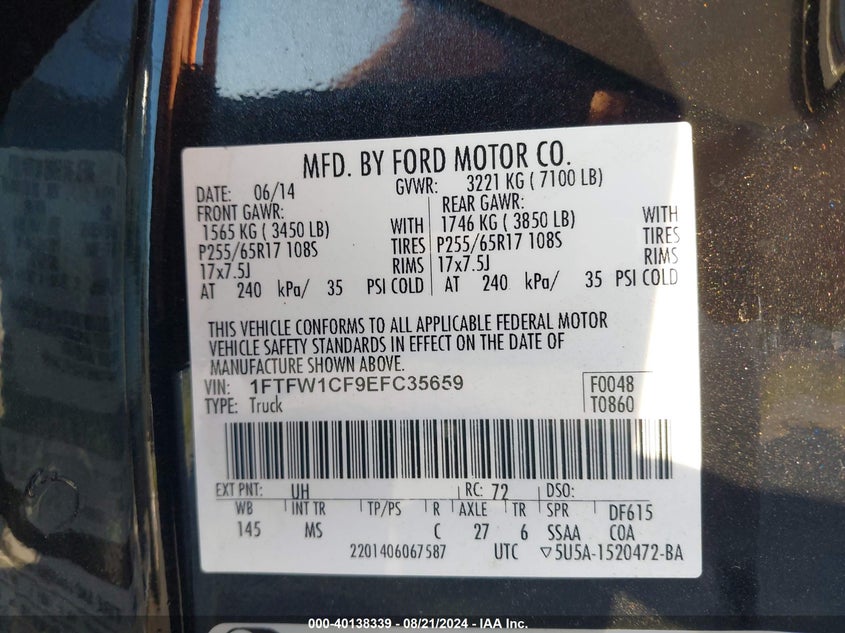 MFD. BY FORD MOTOR CO.
DATE: 06/14 GVWR: 3221 KG ( 7100 LB)
FRONT GAWR: REAR GAWR:
1565 KG ( 3450 LB) WITH 1746 KG ( 3850 LB) WITH
P255/65R17 108S TIRES P255/65R17 108S TIRES
17x7.5J RIMS 17x7.5J RIMS
AT 240 kPa/ 35 PSI COLD AT 240 kPa/ 35 PSI COLD
THIS VEHICLE CONFORMS TO ALL APPLICABLE FEDERAL MOTOR
VEHICLE SAFETY STANDARDS IN EFFECT ON THE DATE OF
MANUFACTURE SHOWN ABOVE.
VIN: 1FTFW1CF9EFC35659 F0048
TYPE: Truck T0860
EXT PNT: UH RC: 72 DSO:
WB INT TR TP/PS R AXLE TR SPR DF615
145 MS C 27 6 SSAA COA
2201406067587 UTC ▽5U5A-1520472-BA
000-40138339 - 08/21/2024 - IAA Inc.